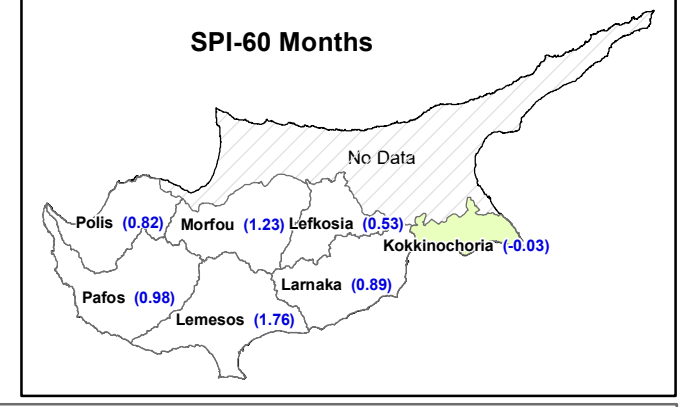 SPI-60 Months
No Data
Polis (0.82)
Morfou (1.23)
Lefkosia (0.53)
Kokkinochoria (-0.03)
Pafos (0.98)
Larnaka (0.89)
Lemesos (1.76)